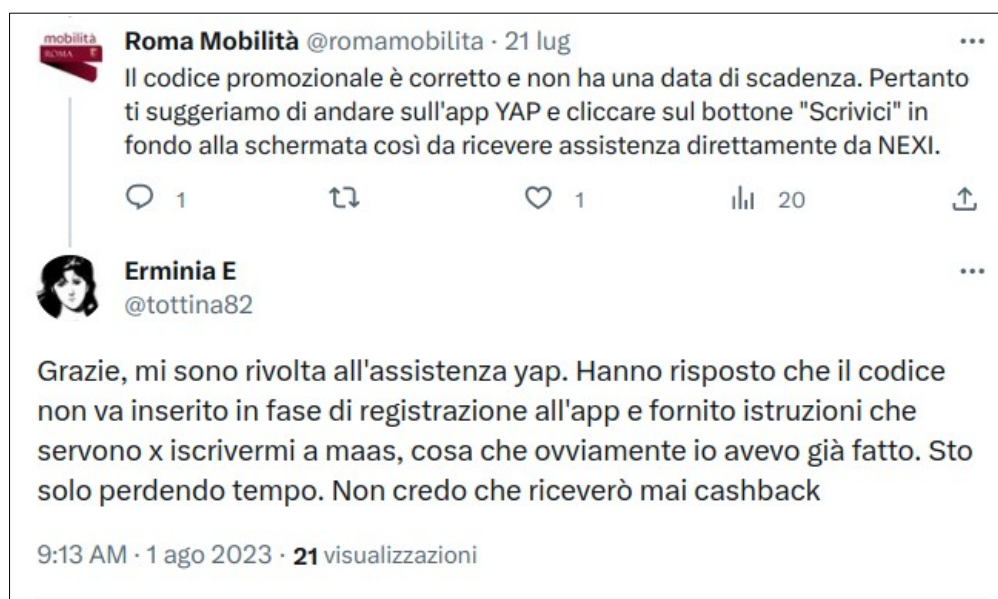 mobilità
ROMA
Roma Mobilità @romamobilita · 21 lug
Il codice promozionale è corretto e non ha una data di scadenza. Pertanto
ti suggeriamo di andare sull'app YAP e cliccare sul bottone "Scrivici" in
fondo alla schermata così da ricevere assistenza direttamente da NEXI.
1 1 20
Erminia E
@tottina82
Grazie, mi sono rivolta all'assistenza yap. Hanno risposto che il codice
non va inserito in fase di registrazione all'app e fornito istruzioni che
servono x iscrivermi a maas, cosa che ovviamente io avevo già fatto. Sto
solo perdendo tempo. Non credo che riceverò mai cashback
9:13 AM · 1 ago 2023 · 21 visualizzazioni